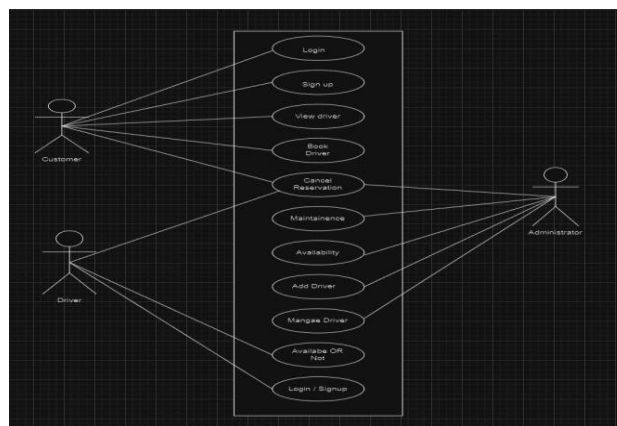 Login
Sign up
View driver
Book
Driver
Cancel
Reservation
Maintainence
Availability
Add Driver
Mangae Driver
Availabe OR
Not
Login / Signup
Customer
Driver
Administrator